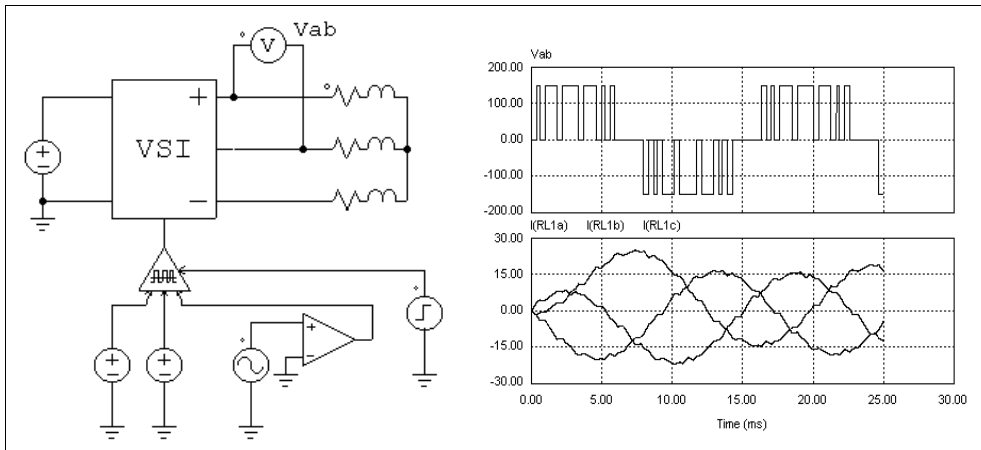 Vab
V
VSI
Vab
200.00
100.00
0.00
-100.00
-200.00
I(RL1a) I(RL1b) I(RL1c)
30.00
15.00
0.00
-15.00
-30.00
0.00 5.00 10.00 15.00 20.00 25.00 30.00
Time (ms)